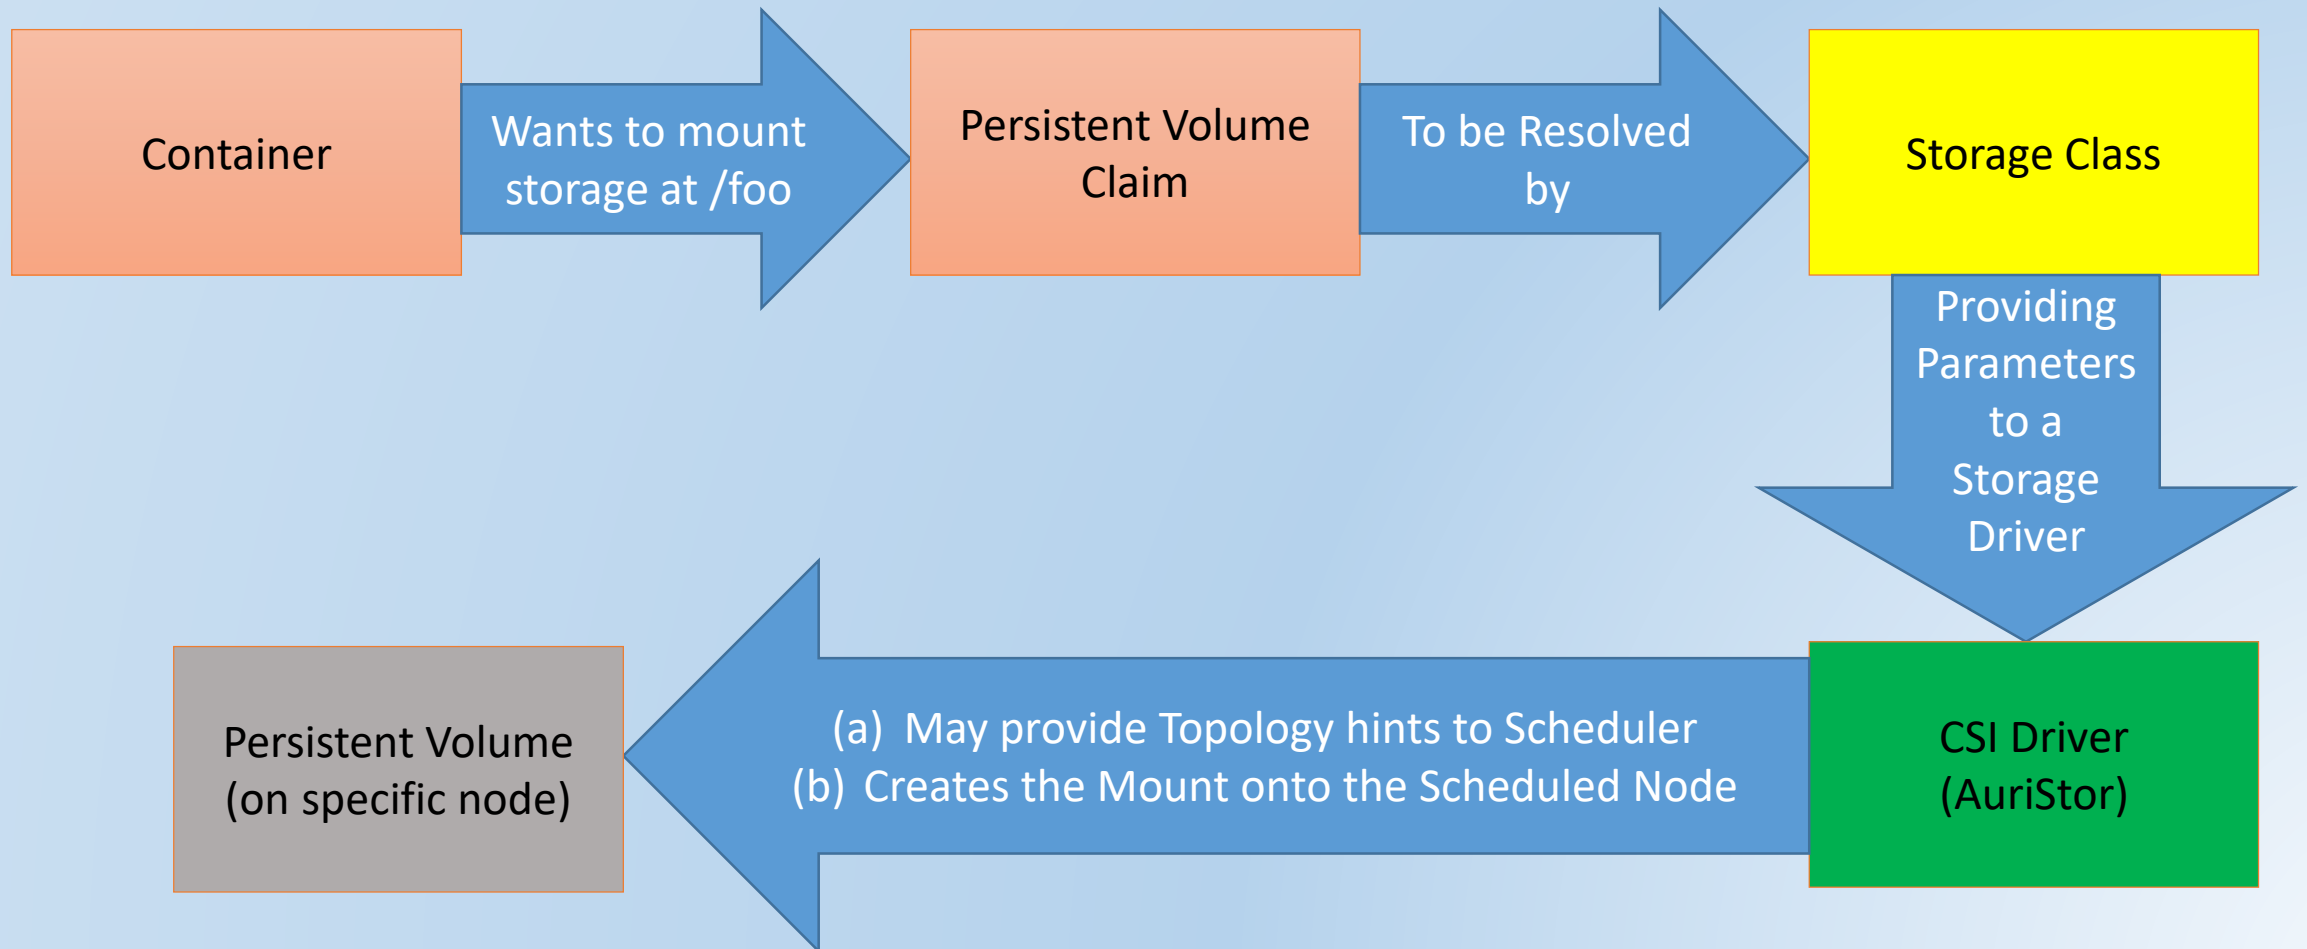 Container
Wants to mount
storage at /foo
Persistent Volume
Claim
To be Resolved
by
Storage Class
Providing
Parameters
to a
Storage
Driver
Persistent Volume
(on specific node)
(a) May provide Topology hints to Scheduler
(b) Creates the Mount onto the Scheduled Node
CSI Driver
(AuriStor)